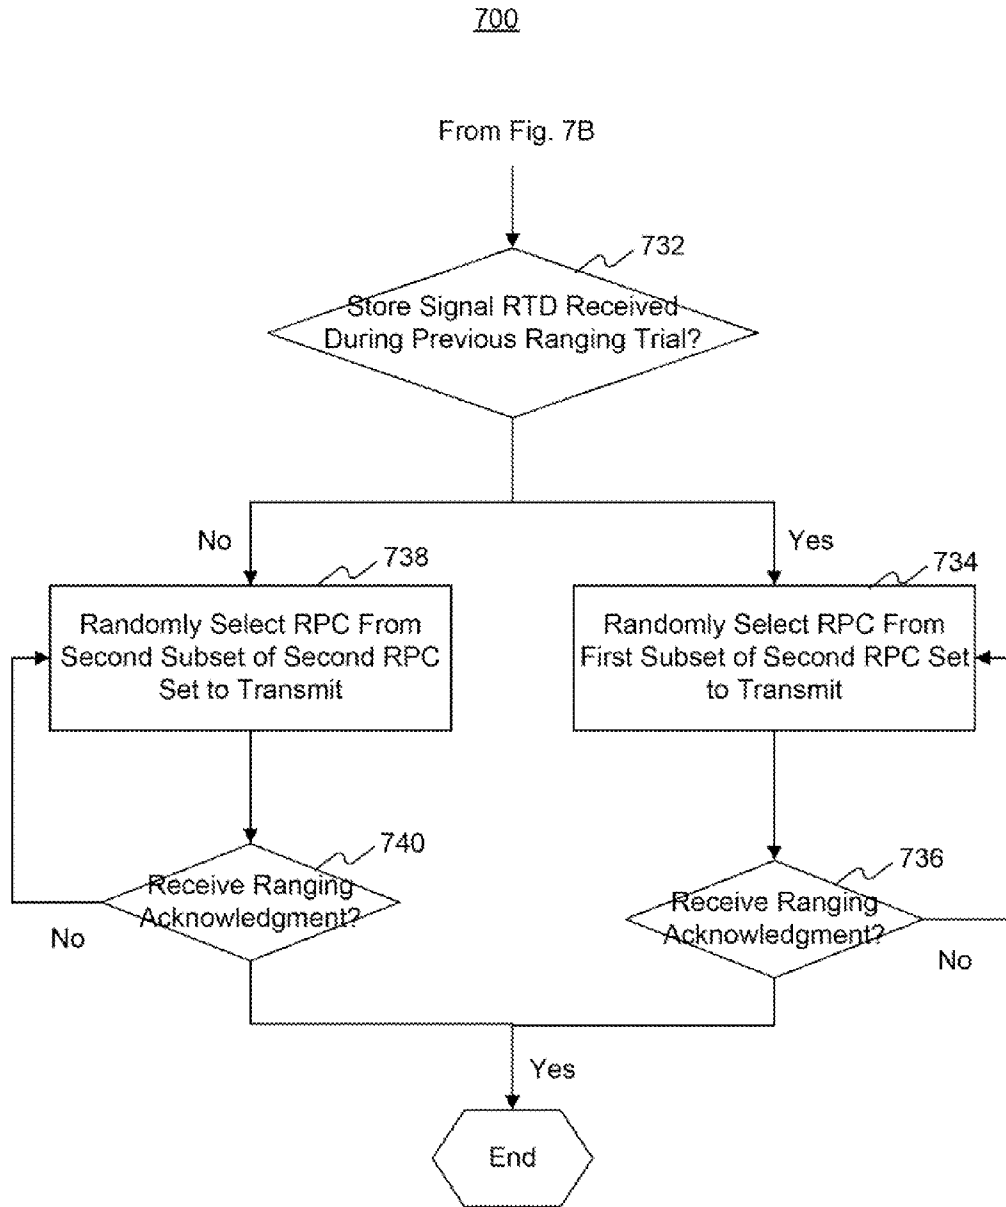 700
From Fig. 7B
732
Store Signal RTD Received
During Previous Ranging Trial?
No
Yes
738
734
Randomly Select RPC From
Second Subset of Second RPC
Set to Transmit
Randomly Select RPC From
First Subset of Second RPC Set
to Transmit
740
736
Receive Ranging
Acknowledgment?
Receive Ranging
Acknowledgment?
No
No
Yes
End